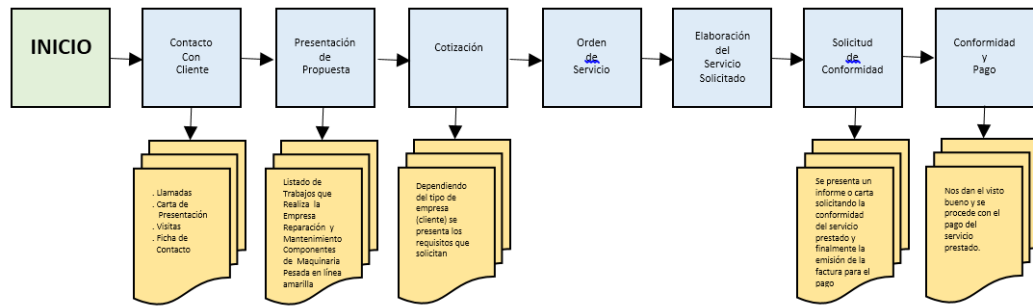 INICIO
Contacto
Con
Cliente
Presentación
de
Propuesta
Cotización
Orden
de
Servicio
Elaboración
del
Servicio
Solicitado
Solicitud
de
Conformidad
Conformidad
y
Pago
. Llamadas
. Carta de
Presentación
. Visitas
. Ficha de
Contacto
Listado de
Trabajos que
Realiza la
Empresa
Reparación y
Mantenimiento
Componentes
de Maquinaria
Pesada en línea
amarilla
Dependiendo
del tipo de
empresa
(cliente) se
presenta los
requisitos que
solicitan
Se presenta un
informe o carta
solicitando la
conformidad
del servicio
prestado y
finalmente la
emisión de la
factura para el
pago
Nos dan el visto
bueno y se
procede con el
pago del
servicio
prestado.